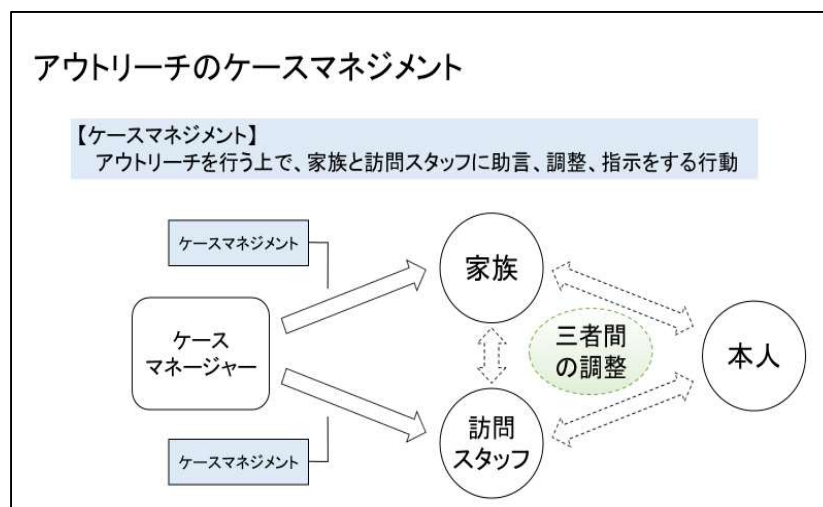 アウトリーチのケースマネジメント
【ケースマネジメント】
アウトリーチを行う上で、家族と訪問スタッフに助言、調整、指示をする行動
ケースマネジメント
家族
ケース
マネージャー
三者間
の調整
本人
訪問
スタッフ
ケースマネジメント